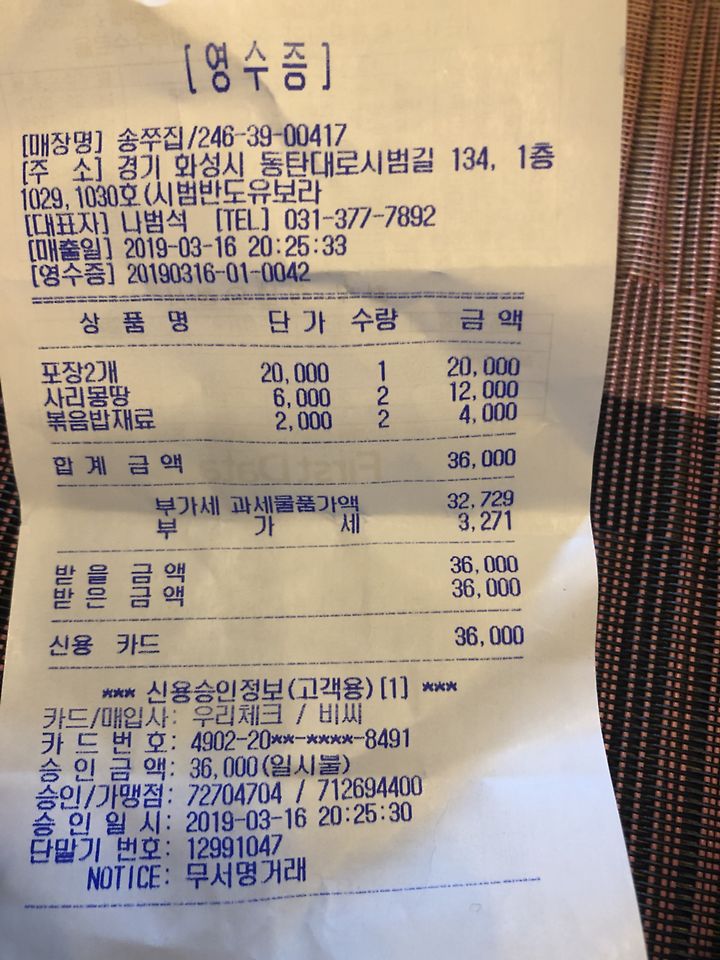 [영수증]
[매장명] 송쭈집/246-39-00417
[주 소] 경기 화성시 동탄대로시범길 134, 1층
1029,1030호(시범반도유보라
[대표자] 나범석 [TEL] 031-377-7892
[매출일] 2019-03-16 20:25:33
[영수증] 20190316-01-0042
상 품 명 단 가 수량 금 액
포장2개 20,000 1 20,000
사리몽땅 6,000 2 12,000
볶음밥재료 2,000 2 4,000
합 계 금 액 36,000
부가세 과세물품가액 32,729
부 가 세 3,271
받 을 금 액 36,000
받 은 금 액 36,000
신용 카드 36,000
*** 신용승인정보(고객용)[1] ***
카드/매입사: 우리체크 / 비씨
카 드 번 호: 4902-20**-****-8491
승 인 금 액: 36,000(일시불)
승인/가맹점: 72704704 / 712694400
승 인 일 시: 2019-03-16 20:25:30
단말기 번호: 12991047
NOTICE: 무서명거래